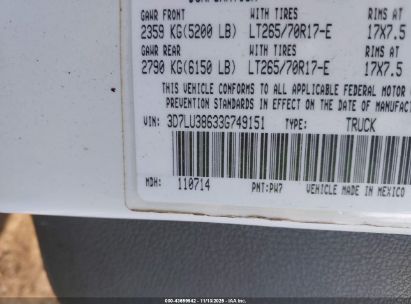 GAWR FRONT WITH TIRES RIMS AT
2359 KG(5200 LB) LT265/70R17-E 17X7.5
GAWR REAR WITH TIRES RIMS AT
2790 KG(6150 LB) LT265/70R17-E 17X7.5
THIS VEHICLE CONFORMS TO ALL APPLICABLE FEDERAL MOTOR
PREVENTION STANDARDS IN EFFECT ON THE DATE OF MANUFAC
VIN: 3D7LU38633G749151 TYPE: TRUCK
MDH: 110714 PNT:PW7 VEHICLE MADE IN MEXICO